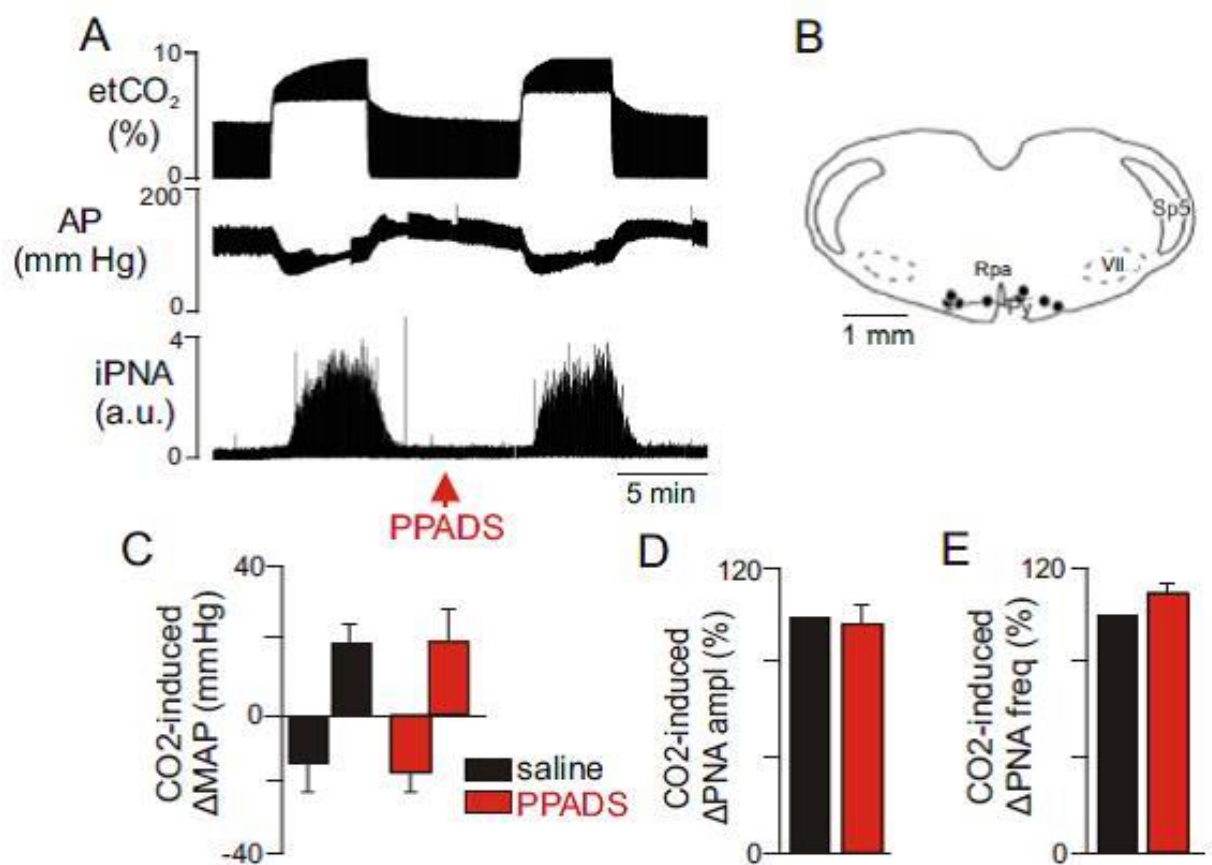 A
10
etCO₂
(%)
0
200
AP
(mm Hg)
0
4
iPNA
(a.u.)
0
5 min
PPADS
B
Sp5
VII
Rpa
Py
1 mm
C
40
0
-40
CO2-induced
ΔMAP (mmHg)
saline
PPADS
D
120
0
CO2-induced
ΔPNA ampl (%)
E
120
0
CO2-induced
ΔPNA freq (%)